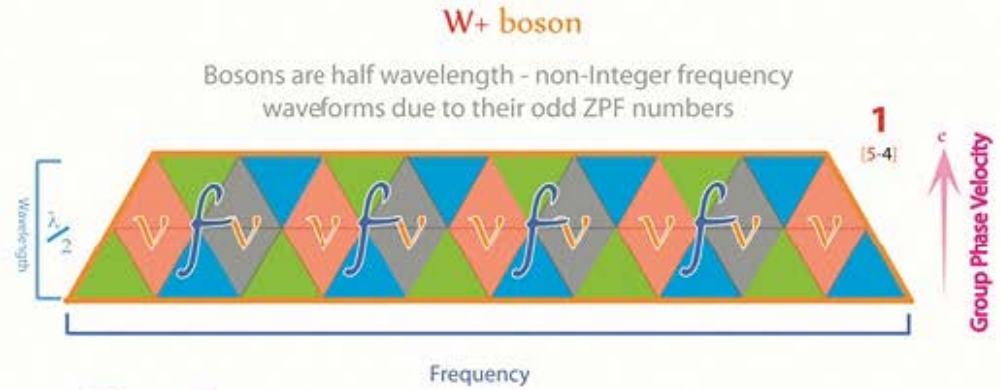 W+ boson
Bosons are half wavelength - non-Integer frequency
waveforms due to their odd ZPF numbers
1
[5-4]
c
Group Phase Velocity
Wavelength
λ/2
ν f ν ν f ν ν f ν ν f ν ν
Frequency